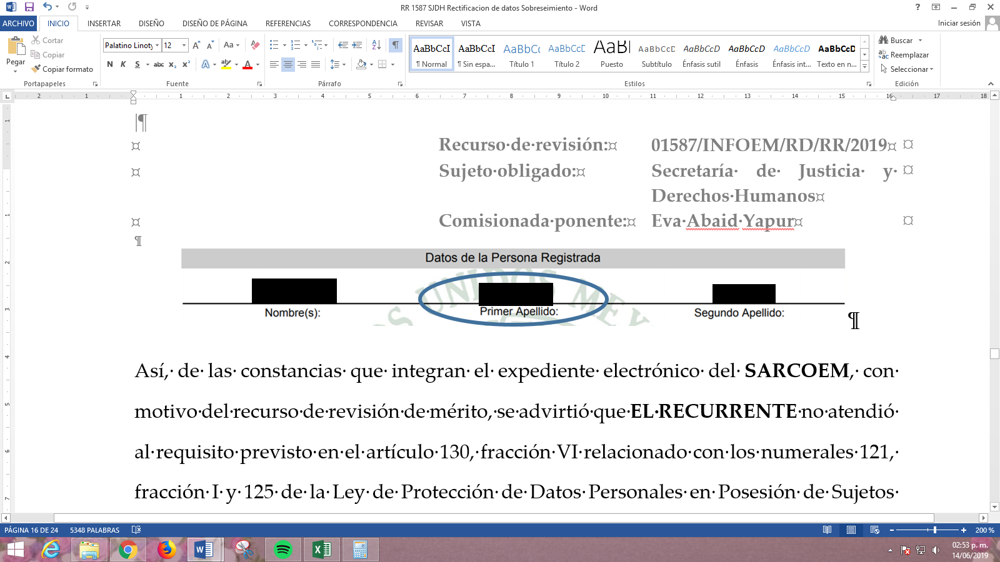 RR 1587 SJDH Rectificacion de datos Sobreseimiento - Word
ARCHIVO INICIO INSERTAR DISEÑO DISEÑO DE PÁGINA REFERENCIAS CORRESPONDENCIA REVISAR VISTA Iniciar sesión
Pegar
Cortar
Copiar
Copiar formato
Portapapeles
Palatino Linoty 12
N K S abc x₂ x²
Fuente
Párrafo
AaBbCcI AaBbCcI AaBbCc AaBbCcD AaBl AaBbCcD AaBbCcD AaBbCcD AaBbCcD AaBbCcD
¶ Normal ¶ Sin espa... Título 1 Título 2 Puesto Subtítulo Énfasis sutil Énfasis Énfasis int... Texto en n...
Estilos
Buscar
Reemplazar
Seleccionar
Edición
2 1 1 2 3 4 5 6 7 8 9 10 11 12 13 14 15 16 17 18
¶
Recurso de revisión:¤ 01587/INFOEM/RD/RR/2019¤
Sujeto obligado:¤ Secretaría de Justicia y
Derechos Humanos¤
Comisionada ponente:¤ Eva Abaid Yapur¤
¶
Datos de la Persona Registrada
Nombre(s): Primer Apellido: Segundo Apellido:
¶
Así, de las constancias que integran el expediente electrónico del SARCOEM, con
motivo del recurso de revisión de mérito, se advirtió que EL RECURRENTE no atendió
al requisito previsto en el artículo 130, fracción VI relacionado con los numerales 121,
fracción I y 125 de la Ley de Protección de Datos Personales en Posesión de Sujetos
PÁGINA 16 DE 24 5348 PALABRAS 200 %
02:53 p. m.
14/06/2019